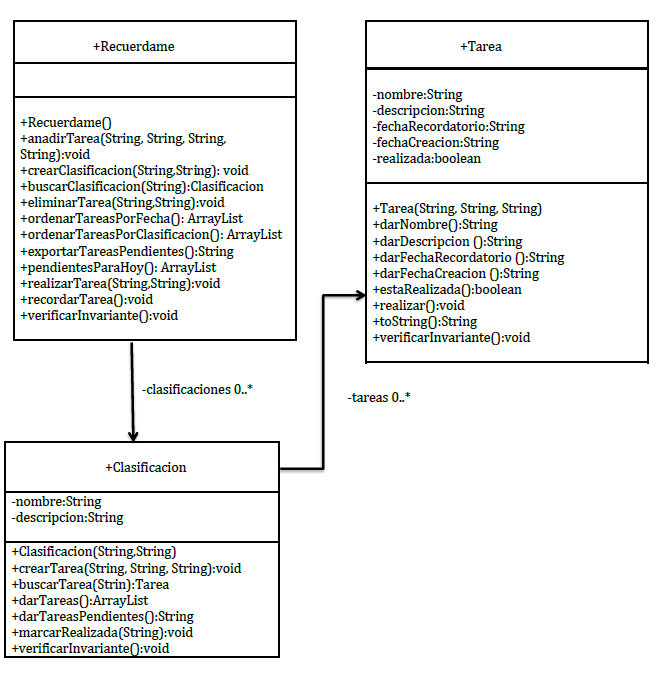 +Recuerdame
+Recuerdame()
+anadirTarea(String, String, String,
String):void
+crearClasificacion(String,String): void
+buscarClasificacion(String):Clasificacion
+eliminarTarea(String,String):void
+ordenarTareasPorFecha(): ArrayList
+ordenarTareasPorClasificacion(): ArrayList
+exportarTareasPendientes():String
+pendientesParaHoy(): ArrayList
+realizarTarea(String,String):void
+recordarTarea():void
+verificarInvariante():void
+Tarea
-nombre:String
-descripcion:String
-fechaRecordatorio:String
-fechaCreacion:String
-realizada:boolean
+Tarea(String, String, String)
+darNombre():String
+darDescripcion ():String
+darFechaRecordatorio ():String
+darFechaCreacion ():String
+estaRealizada():boolean
+realizar():void
+toString():String
+verificarInvariante():void
-clasificaciones 0..*
-tareas 0..*
+Clasificacion
-nombre:String
-descripcion:String
+Clasificacion(String,String)
+crearTarea(String, String, String):void
+buscarTarea(Strin):Tarea
+darTareas():ArrayList
+darTareasPendientes():String
+marcarRealizada(String):void
+verificarInvariante():void